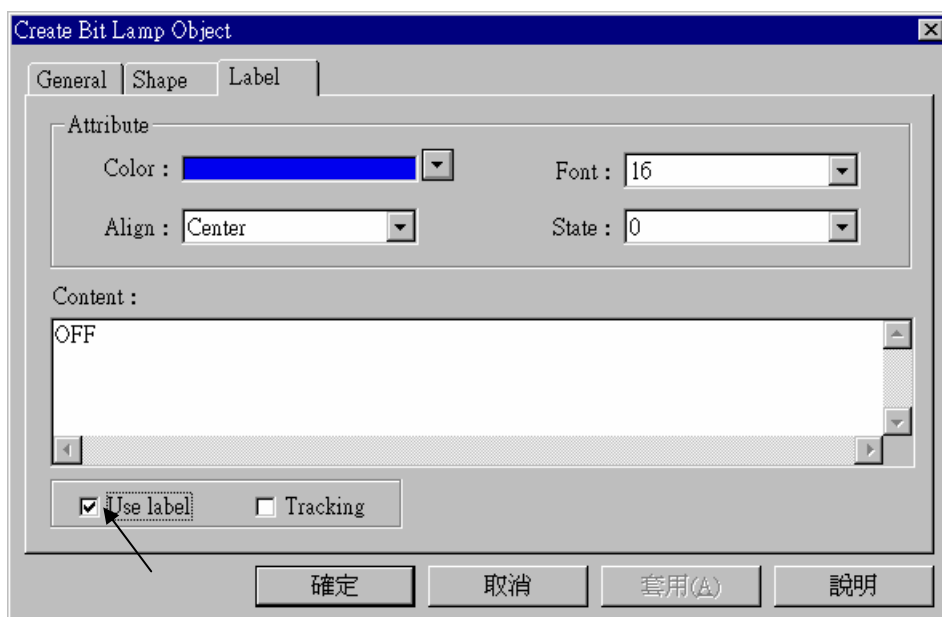 Create Bit Lamp Object
General Shape Label
Attribute
Color : Font : 16
Align : Center State : 0
Content :
OFF
Use label Tracking
確定 取消 套用(A) 說明